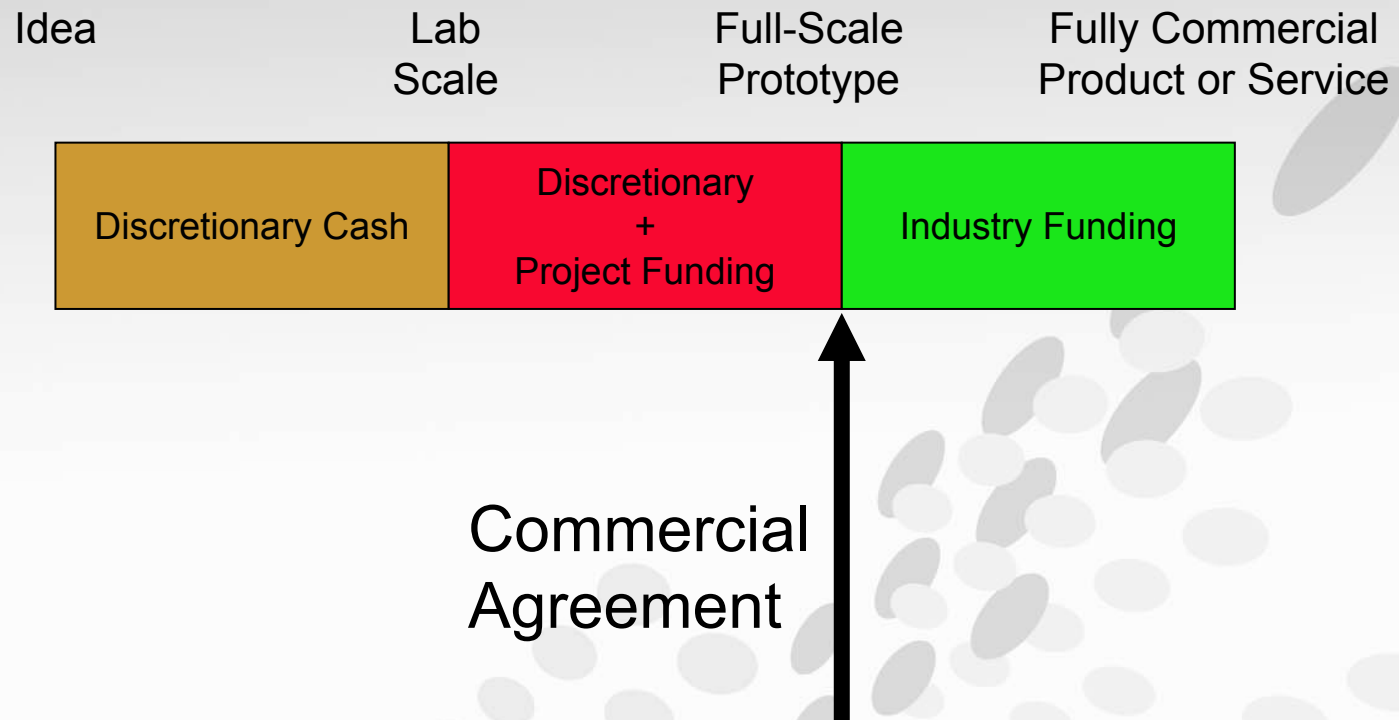 Idea
Lab
Scale
Full-Scale
Prototype
Fully Commercial
Product or Service
Discretionary Cash
Discretionary
+
Project Funding
Industry Funding
Commercial
Agreement